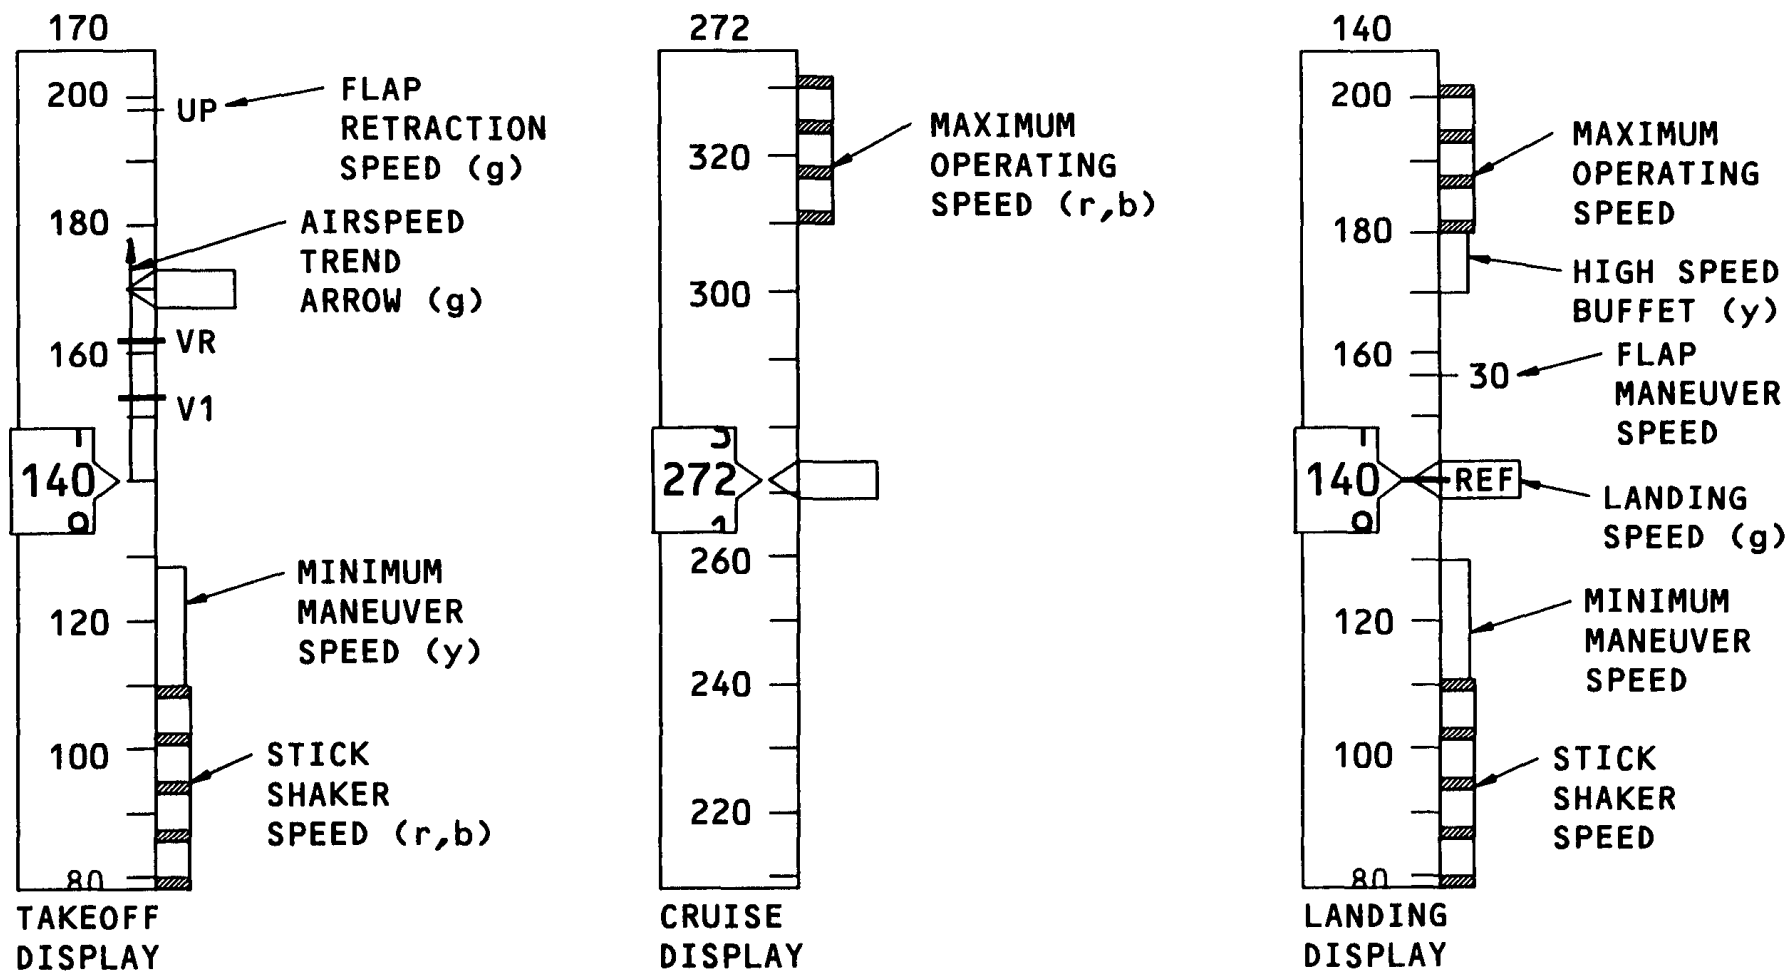 170
200
UP
FLAP
RETRACTION
SPEED (g)
180
AIRSPEED
TREND
ARROW (g)
VR
160
V1
140
MINIMUM
MANEUVER
SPEED (y)
120
100
STICK
SHAKER
SPEED (r,b)
80
TAKEOFF
DISPLAY
272
MAXIMUM
OPERATING
SPEED (r,b)
320
300
272
260
240
220
CRUISE
DISPLAY
140
200
MAXIMUM
OPERATING
SPEED
180
HIGH SPEED
BUFFET (y)
160
30
FLAP
MANEUVER
SPEED
140
REF
LANDING
SPEED (g)
MINIMUM
MANEUVER
SPEED
120
100
STICK
SHAKER
SPEED
80
LANDING
DISPLAY